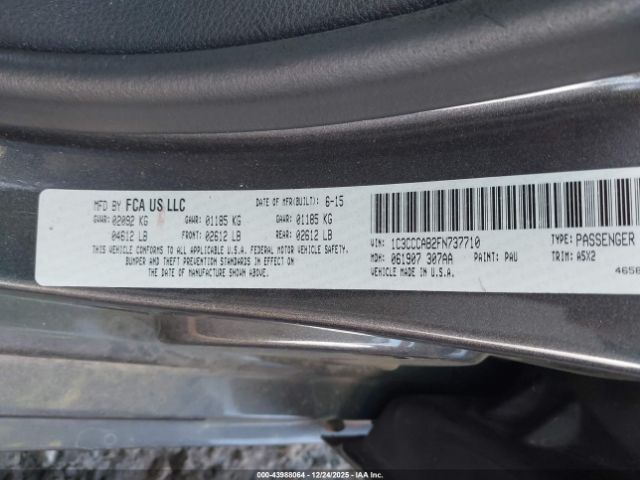 MFD BY FCA US LLC DATE OF MFR(BUILT): 6-15
GVWR: 02092 KG GAWR: 01185 KG GAWR: 01185 KG
04612 LB FRONT: 02612 LB REAR: 02612 LB
THIS VEHICLE CONFORMS TO ALL APPLICABLE U.S.A. FEDERAL MOTOR VEHICLE SAFETY,
BUMPER AND THEFT PREVENTION STANDARDS IN EFFECT ON
THE DATE OF MANUFACTURE SHOWN ABOVE.
VIN: 1C3CCCAB2FN737710 TYPE: PASSENGER
MDH: 061907 307AA PAINT: PAU TRIM: A5X2
VEHICLE MADE IN U.S.A.
© 2025 IAA, Inc. 000-43988064 | 12/24/2025 | IAA, Inc.